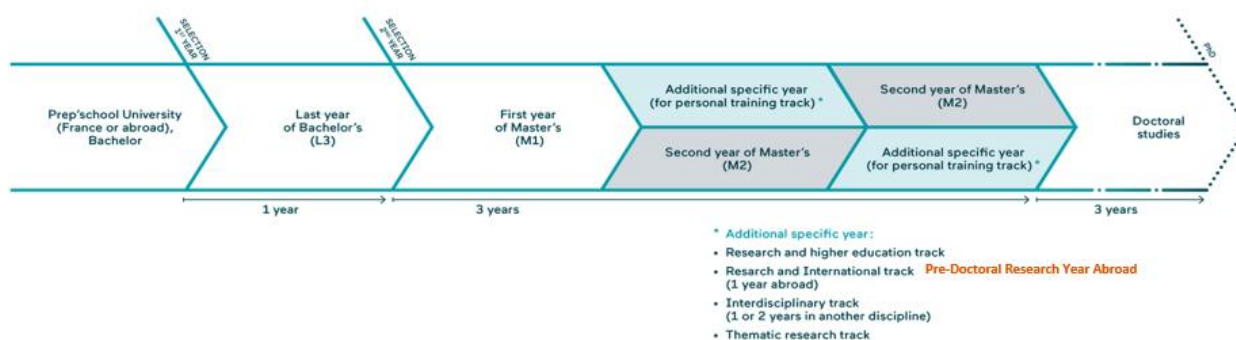 SELECTION
1ST YEAR
SELECTION
2ND YEAR
PhD
Prep'school University
(France or abroad),
Bachelor
Last year
of Bachelor's
(L3)
First year
of Master's
(M1)
Additional specific year
(for personal training track) *
Second year of Master's
(M2)
Second year of Master's
(M2)
Additional specific year
(for personal training track) *
Doctoral
studies
1 year
3 years
3 years
* Additional specific year:
• Research and higher education track
• Resarch and International track Pre-Doctoral Research Year Abroad
(1 year abroad)
• Interdisciplinary track
(1 or 2 years in another discipline)
• Thematic research track